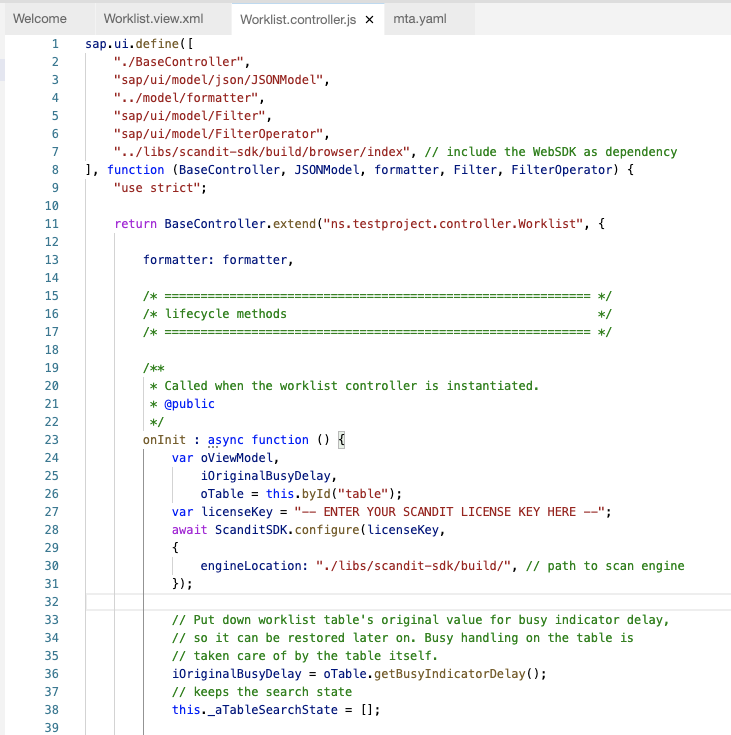 Welcome Worklist.view.xml Worklist.controller.js × mta.yaml
1 sap.ui.define([
2 "./BaseController",
3 "sap/ui/model/json/JSONModel",
4 "../model/formatter",
5 "sap/ui/model/Filter",
6 "sap/ui/model/FilterOperator",
7 "../libs/scandit-sdk/build/browser/index", // include the WebSDK as dependency
8 ], function (BaseController, JSONModel, formatter, Filter, FilterOperator) {
9 "use strict";
10
11 return BaseController.extend("ns.testproject.controller.Worklist", {
12
13 formatter: formatter,
14
15 /* =========================================================== */
16 /* lifecycle methods */
17 /* =========================================================== */
18
19 /**
20 * Called when the worklist controller is instantiated.
21 * @public
22 */
23 onInit : async function () {
24 var oViewModel,
25 iOriginalBusyDelay,
26 oTable = this.byId("table");
27 var licenseKey = "-- ENTER YOUR SCANDIT LICENSE KEY HERE --";
28 await ScanditSDK.configure(licenseKey,
29 {
30 engineLocation: "./libs/scandit-sdk/build/", // path to scan engine
31 });
32
33 // Put down worklist table's original value for busy indicator delay,
34 // so it can be restored later on. Busy handling on the table is
35 // taken care of by the table itself.
36 iOriginalBusyDelay = oTable.getBusyIndicatorDelay();
37 // keeps the search state
38 this._aTableSearchState = [];
39